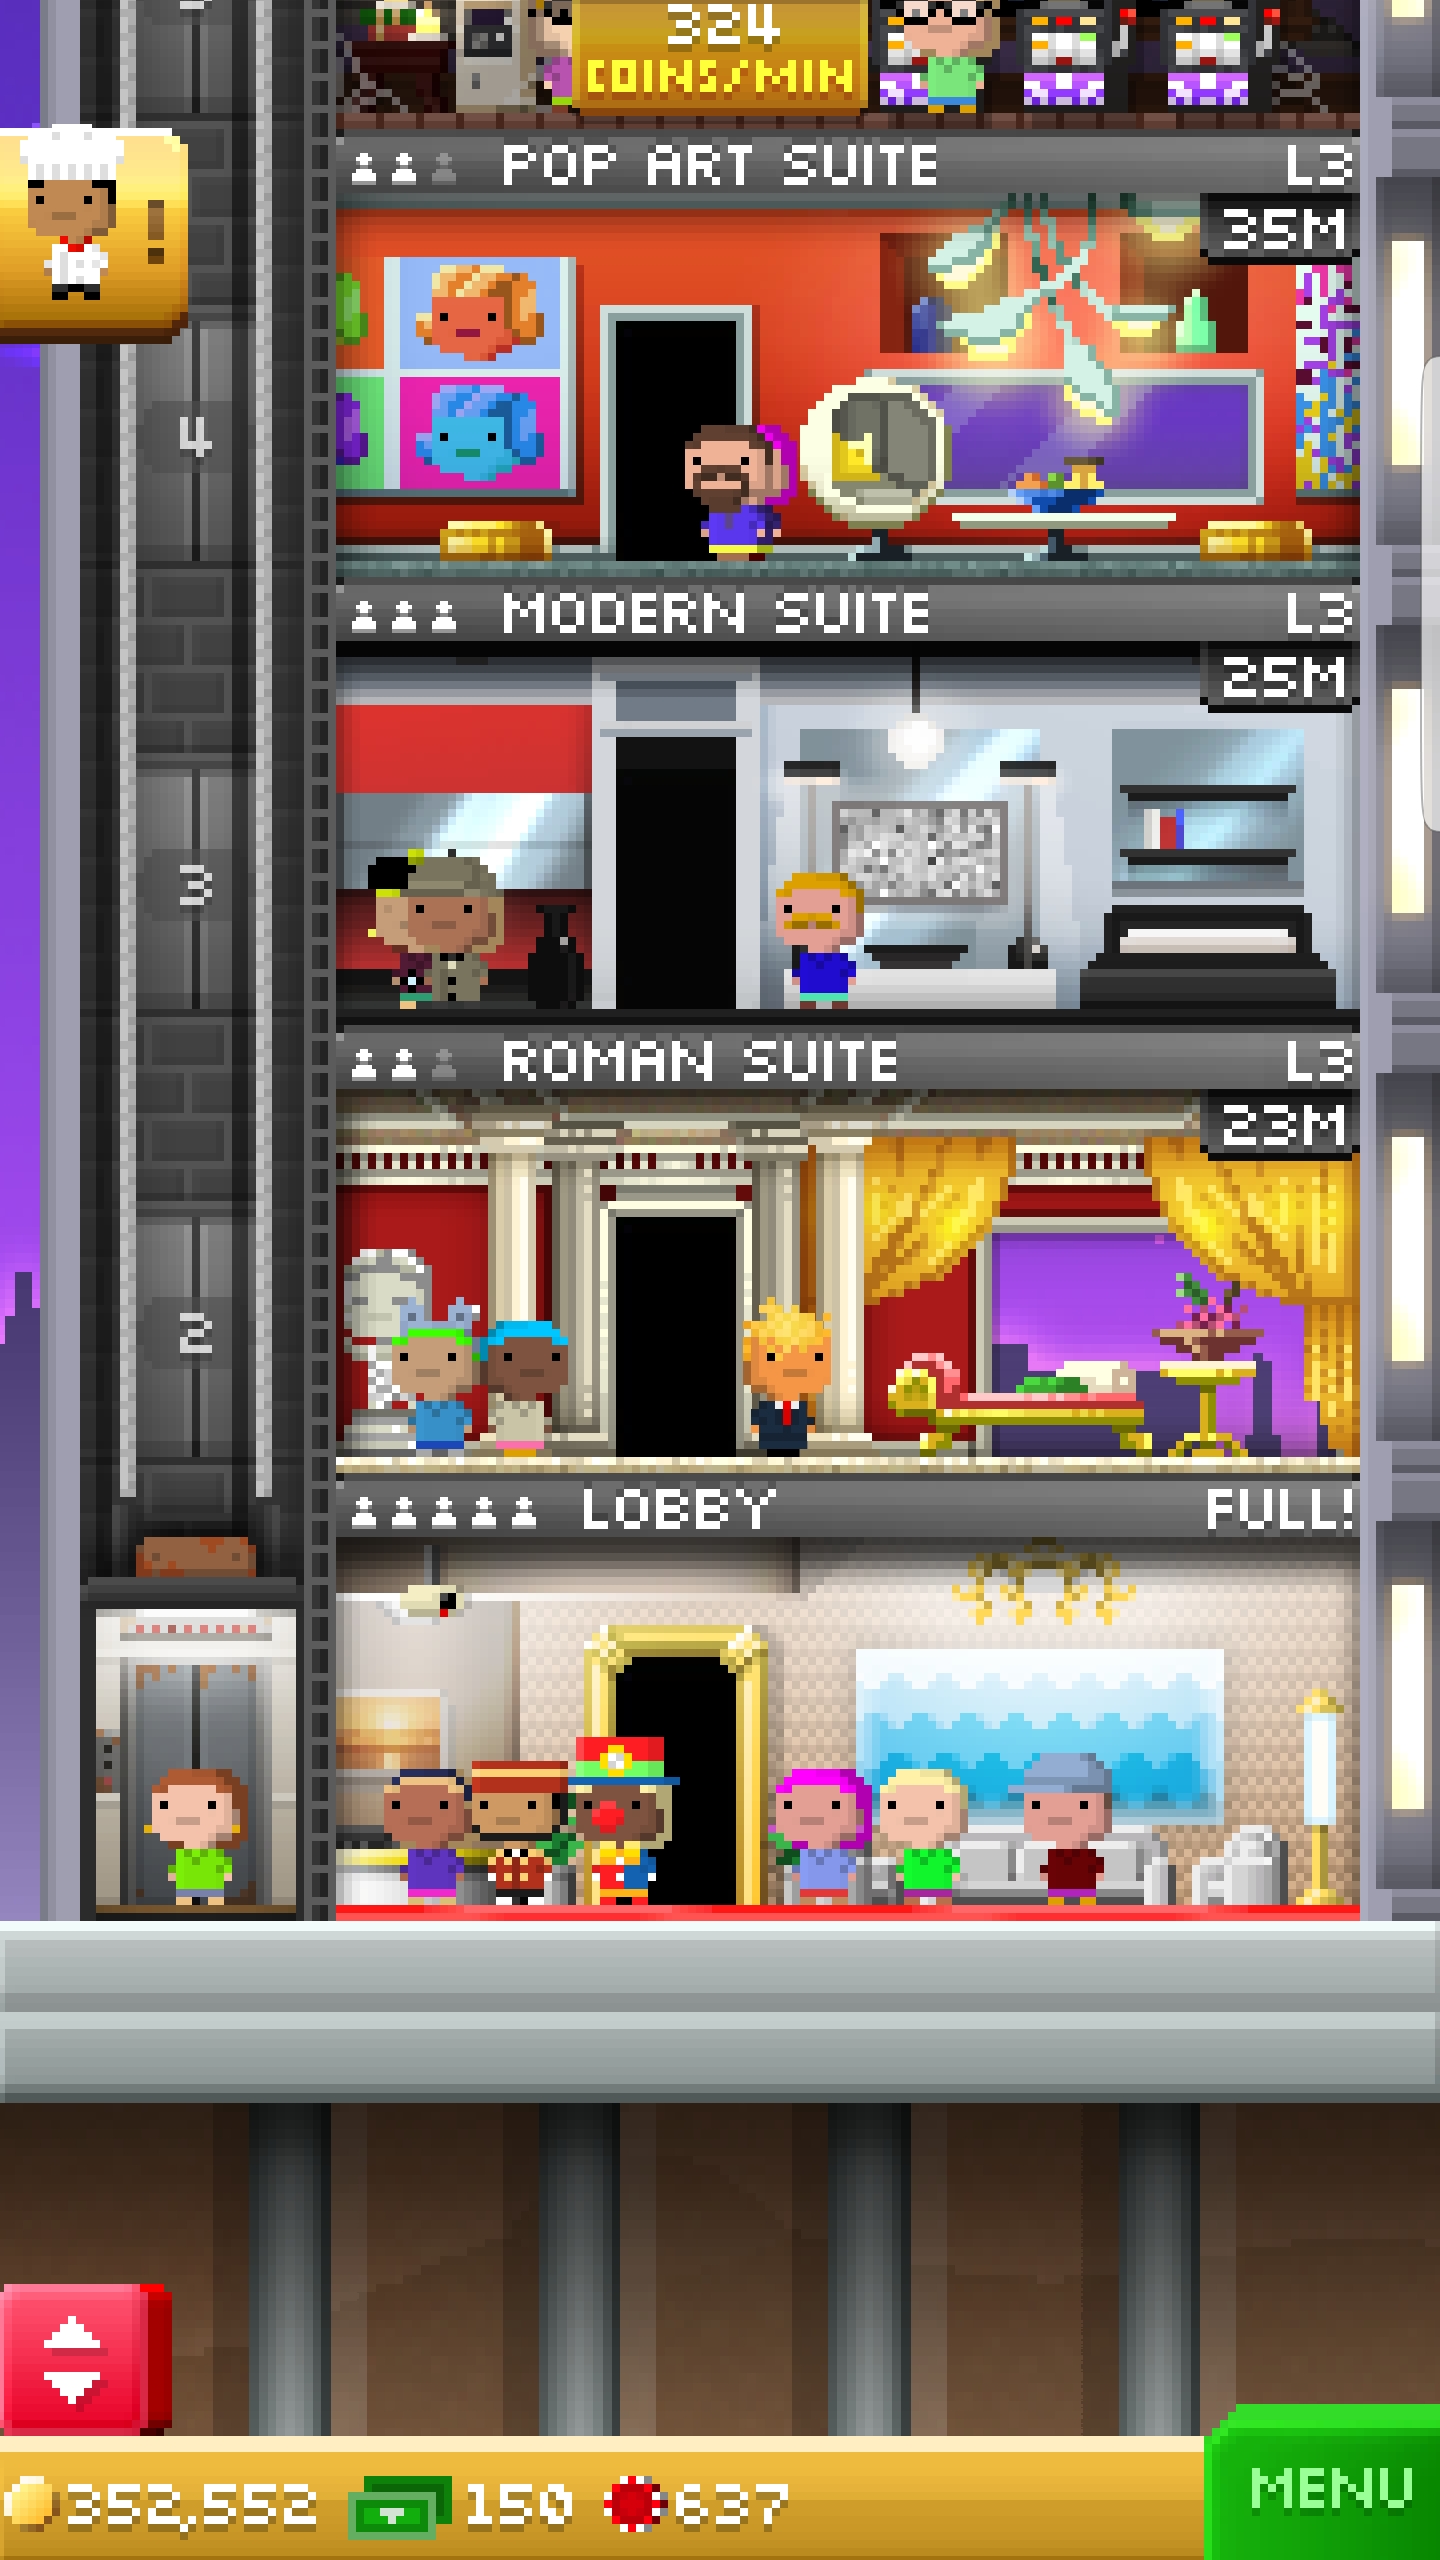 324
COINS/MIN
POP ART SUITE L3
35M
!
4
MODERN SUITE L3
25M
3
ROMAN SUITE L3
23M
2
LOBBY FULL!
352,552 150 637
MENU